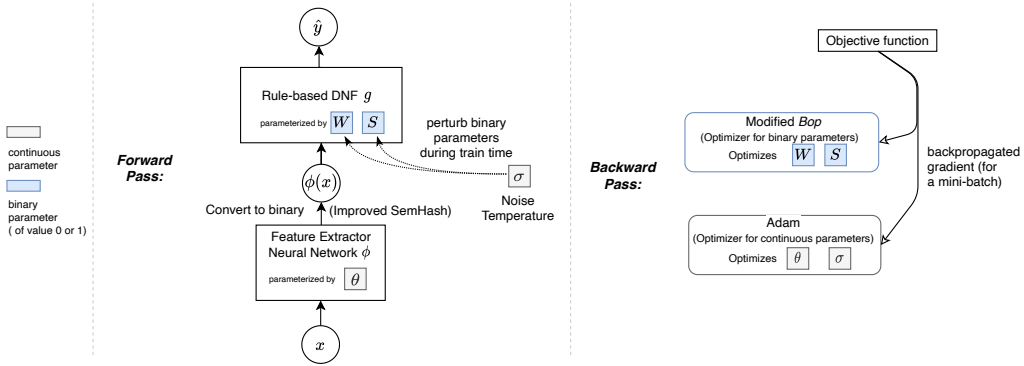 continuous
parameter
binary
parameter
( of value 0 or 1)
Forward
Pass:
ŷ
Rule-based DNF g
parameterized by W S
perturb binary
parameters
during train time
σ
Noise
Temperature
ϕ(x)
Convert to binary (Improved SemHash)
Feature Extractor
Neural Network ϕ
parameterized by θ
x
Backward
Pass:
Objective function
Modified Bop
(Optimizer for binary parameters)
Optimizes W S
backpropagated
gradient (for
a mini-batch)
Adam
(Optimizer for continuous parameters)
Optimizes θ σ